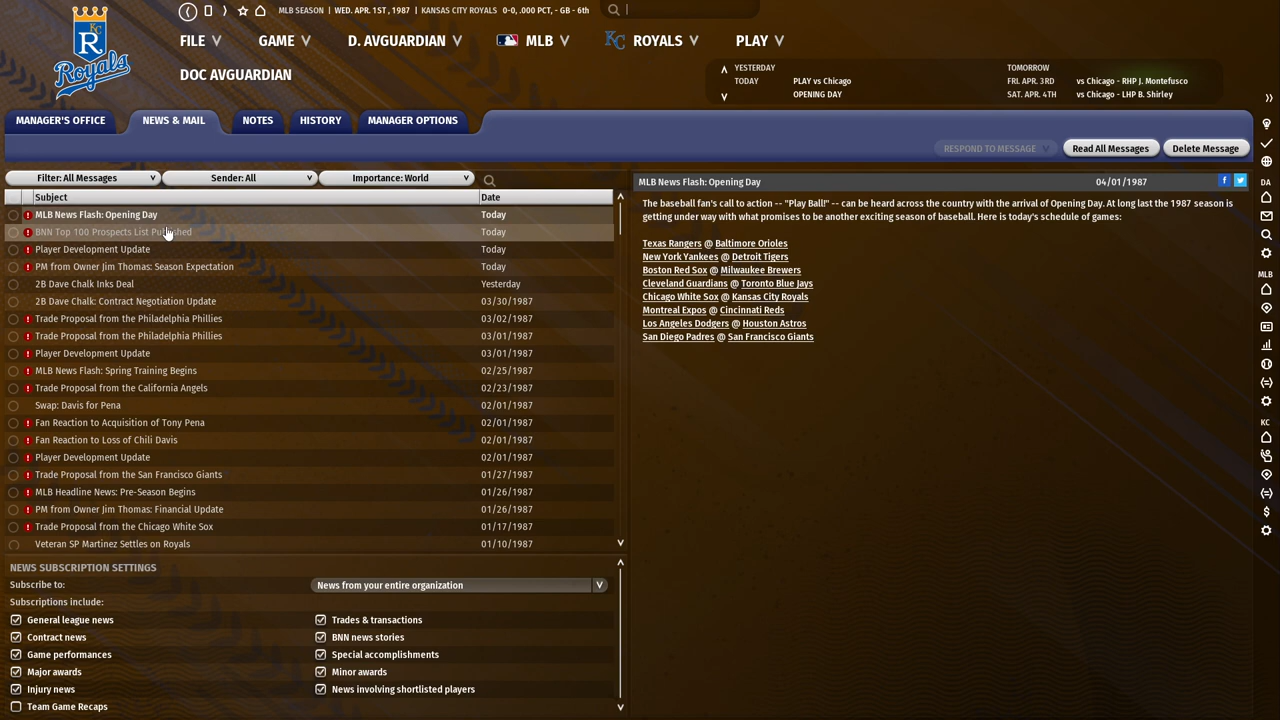 MLB SEASON | WED. APR. 1ST , 1987 | KANSAS CITY ROYALS 0-0, .000 PCT, - GB - 6th
KC
R
Royals
FILE GAME D. AVGUARDIAN MLB ROYALS PLAY
DOC AVGUARDIAN
YESTERDAY TOMORROW
TODAY PLAY vs Chicago FRI. APR. 3RD vs Chicago - RHP J. Montefusco
OPENING DAY SAT. APR. 4TH vs Chicago - LHP B. Shirley
MANAGER'S OFFICE NEWS & MAIL NOTES HISTORY MANAGER OPTIONS
RESPOND TO MESSAGE Read All Messages Delete Message
Filter: All Messages Sender: All Importance: World
Subject Date
MLB News Flash: Opening Day Today
BNN Top 100 Prospects List Published Today
Player Development Update Today
PM from Owner Jim Thomas: Season Expectation Today
2B Dave Chalk Inks Deal Yesterday
2B Dave Chalk: Contract Negotiation Update 03/30/1987
Trade Proposal from the Philadelphia Phillies 03/02/1987
Trade Proposal from the Philadelphia Phillies 03/01/1987
Player Development Update 03/01/1987
MLB News Flash: Spring Training Begins 02/25/1987
Trade Proposal from the California Angels 02/23/1987
Swap: Davis for Pena 02/01/1987
Fan Reaction to Acquisition of Tony Pena 02/01/1987
Fan Reaction to Loss of Chili Davis 02/01/1987
Player Development Update 02/01/1987
Trade Proposal from the San Francisco Giants 01/27/1987
MLB Headline News: Pre-Season Begins 01/26/1987
PM from Owner Jim Thomas: Financial Update 01/26/1987
Trade Proposal from the Chicago White Sox 01/17/1987
Veteran SP Martinez Settles on Royals 01/10/1987
NEWS SUBSCRIPTION SETTINGS
Subscribe to: News from your entire organization
Subscriptions include:
General league news Trades & transactions
Contract news BNN news stories
Game performances Special accomplishments
Major awards Minor awards
Injury news News involving shortlisted players
Team Game Recaps
MLB News Flash: Opening Day 04/01/1987
The baseball fan's call to action -- "Play Ball!" -- can be heard across the country with the arrival of Opening Day. At long last the 1987 season is
getting under way with what promises to be another exciting season of baseball. Here is today's schedule of games:
Texas Rangers @ Baltimore Orioles
New York Yankees @ Detroit Tigers
Boston Red Sox @ Milwaukee Brewers
Cleveland Guardians @ Toronto Blue Jays
Chicago White Sox @ Kansas City Royals
Montreal Expos @ Cincinnati Reds
Los Angeles Dodgers @ Houston Astros
San Diego Padres @ San Francisco Giants
DA
MLB
KC